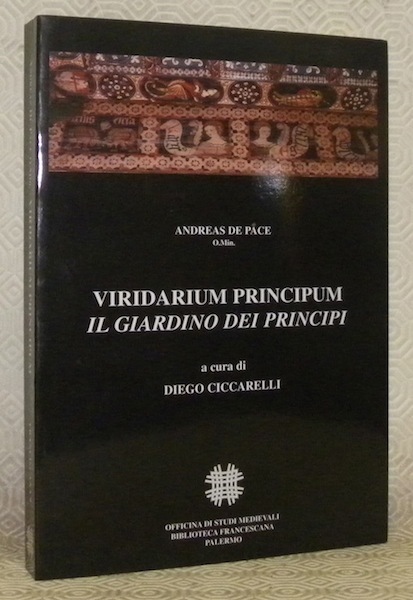 ANDREAS DE PACE
O.Min.
VIRIDARIUM PRINCIPUM
IL GIARDINO DEI PRINCIPI
a cura di
DIEGO CICCARELLI
OFFICINA DI STUDI MEDIEVALI
BIBLIOTECA FRANCESCANA
PALERMO